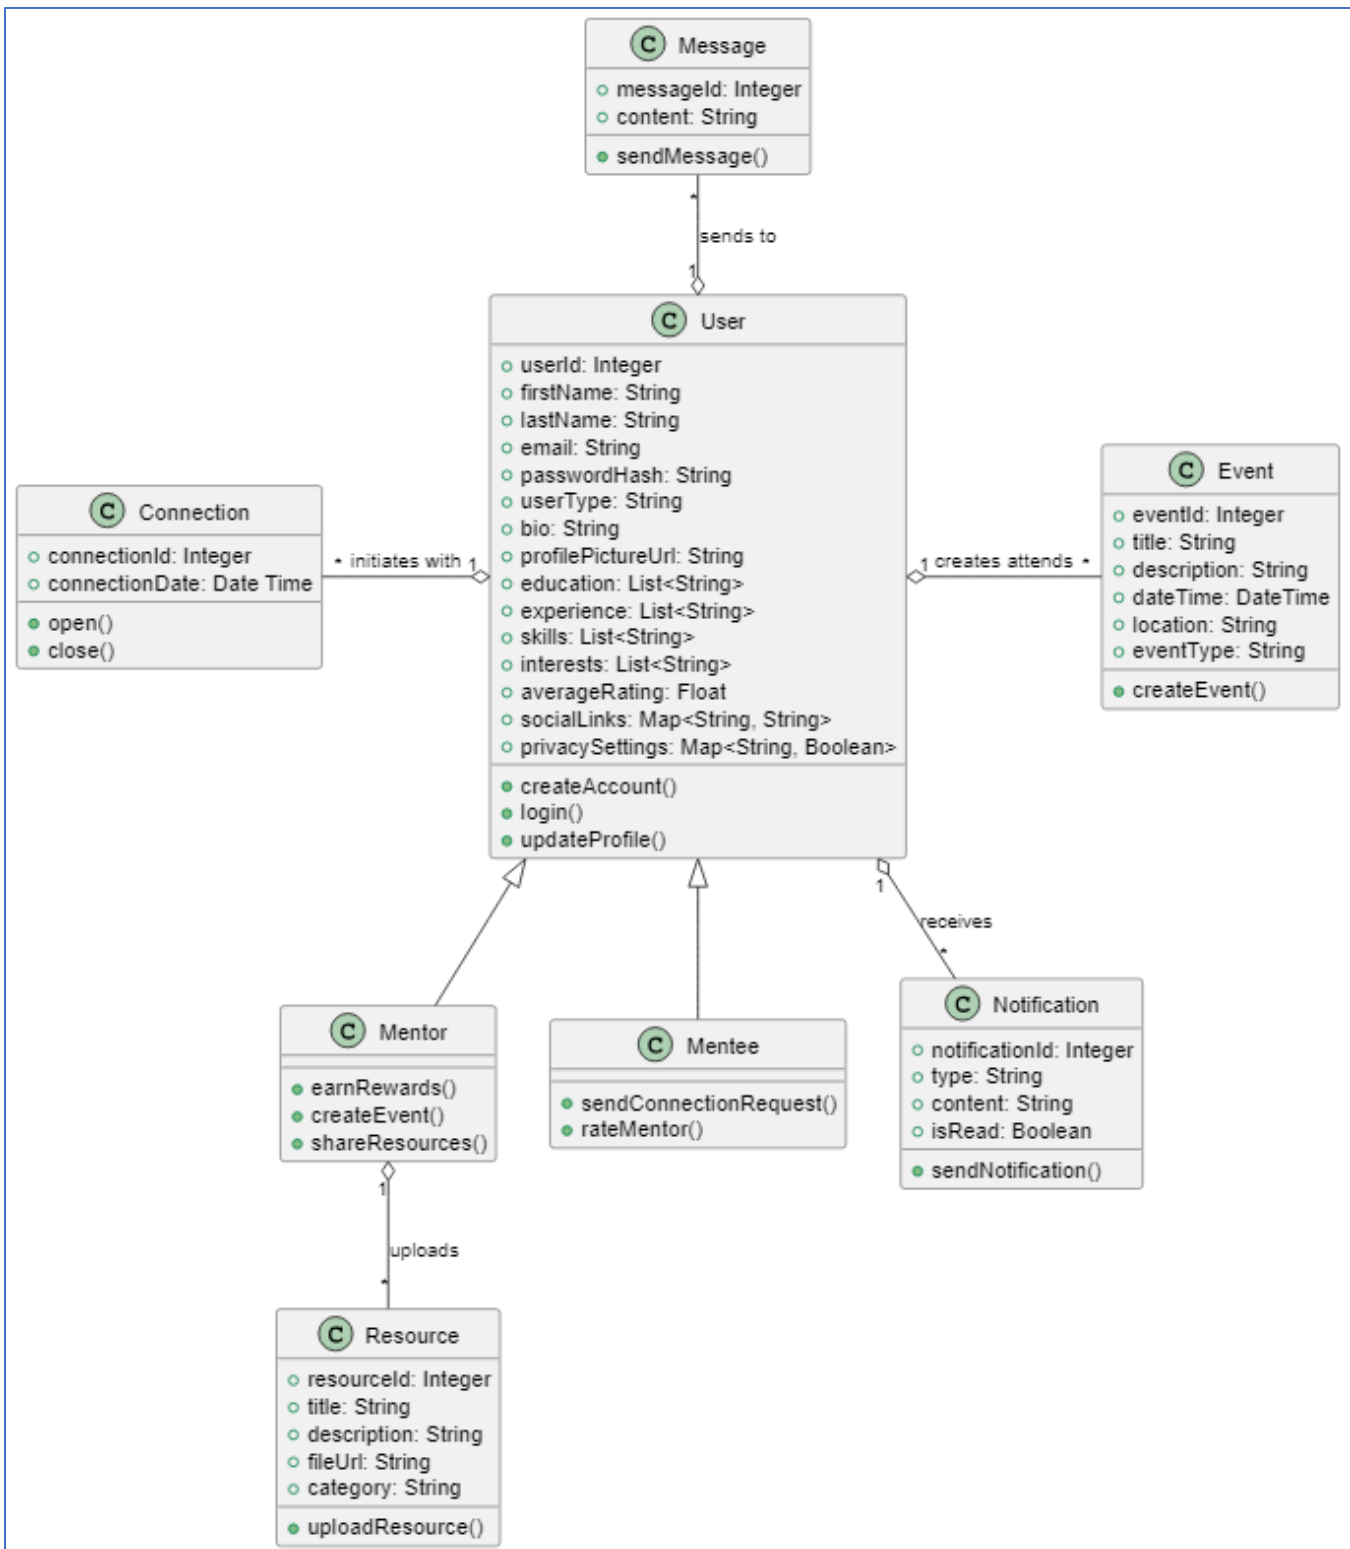 C Message
messageId: Integer
content: String
sendMessage()
*
sends to
1
C User
userId: Integer
firstName: String
lastName: String
email: String
passwordHash: String
userType: String
bio: String
profilePictureUrl: String
education: List<String>
experience: List<String>
skills: List<String>
interests: List<String>
averageRating: Float
socialLinks: Map<String, String>
privacySettings: Map<String, Boolean>
createAccount()
login()
updateProfile()
C Connection
connectionId: Integer
connectionDate: Date Time
open()
close()
* initiates with 1
1 creates attends *
C Event
eventId: Integer
title: String
description: String
dateTime: DateTime
location: String
eventType: String
createEvent()
1
receives
*
C Mentor
earnRewards()
createEvent()
shareResources()
C Mentee
sendConnectionRequest()
rateMentor()
C Notification
notificationId: Integer
type: String
content: String
isRead: Boolean
sendNotification()
1
uploads
*
C Resource
resourceId: Integer
title: String
description: String
fileUrl: String
category: String
uploadResource()